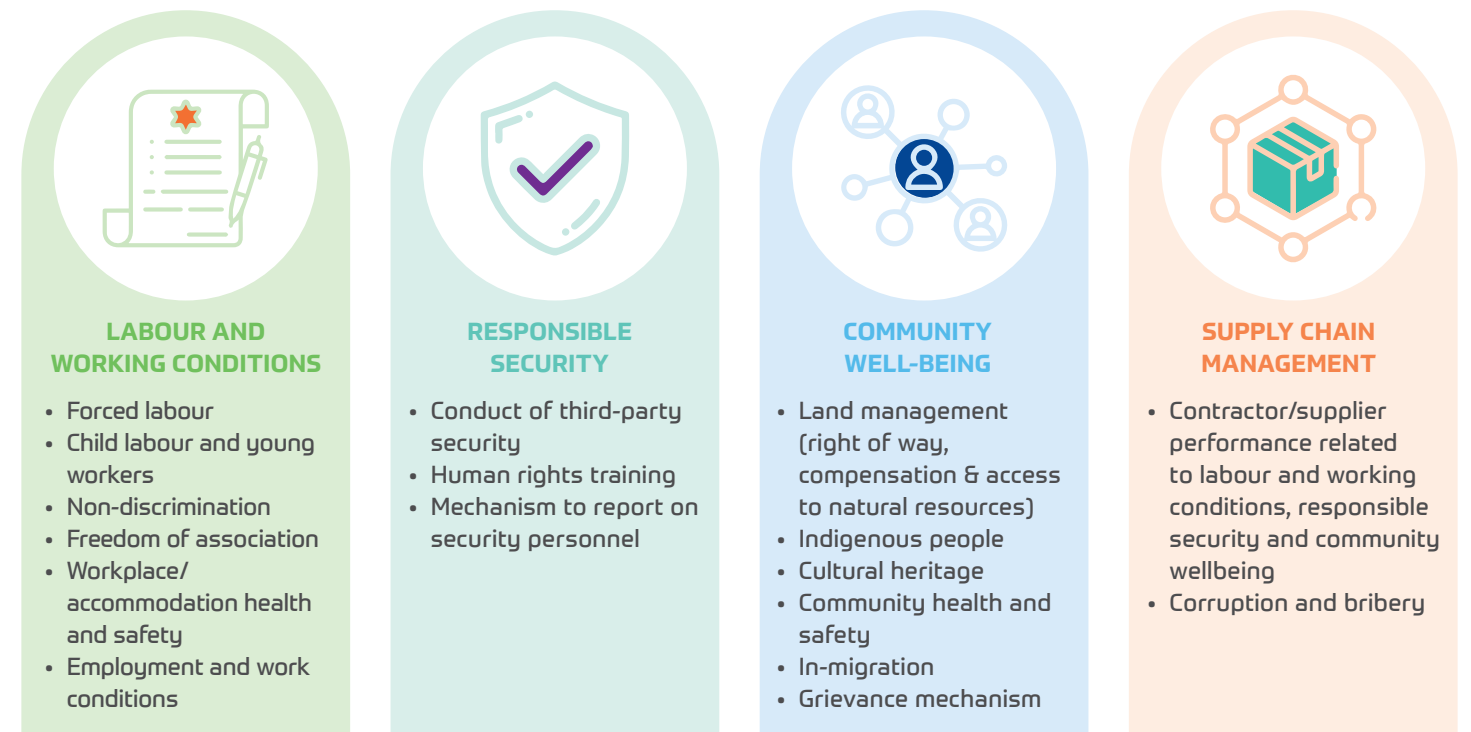 LABOUR AND
WORKING CONDITIONS
• Forced labour
• Child labour and young
workers
• Non-discrimination
• Freedom of association
• Workplace/
accommodation health
and safety
• Employment and work
conditions
RESPONSIBLE
SECURITY
• Conduct of third-party
security
• Human rights training
• Mechanism to report on
security personnel
COMMUNITY
WELL-BEING
• Land management
(right of way,
compensation & access
to natural resources)
• Indigenous people
• Cultural heritage
• Community health and
safety
• In-migration
• Grievance mechanism
SUPPLY CHAIN
MANAGEMENT
• Contractor/supplier
performance related
to labour and working
conditions, responsible
security and community
wellbeing
• Corruption and bribery